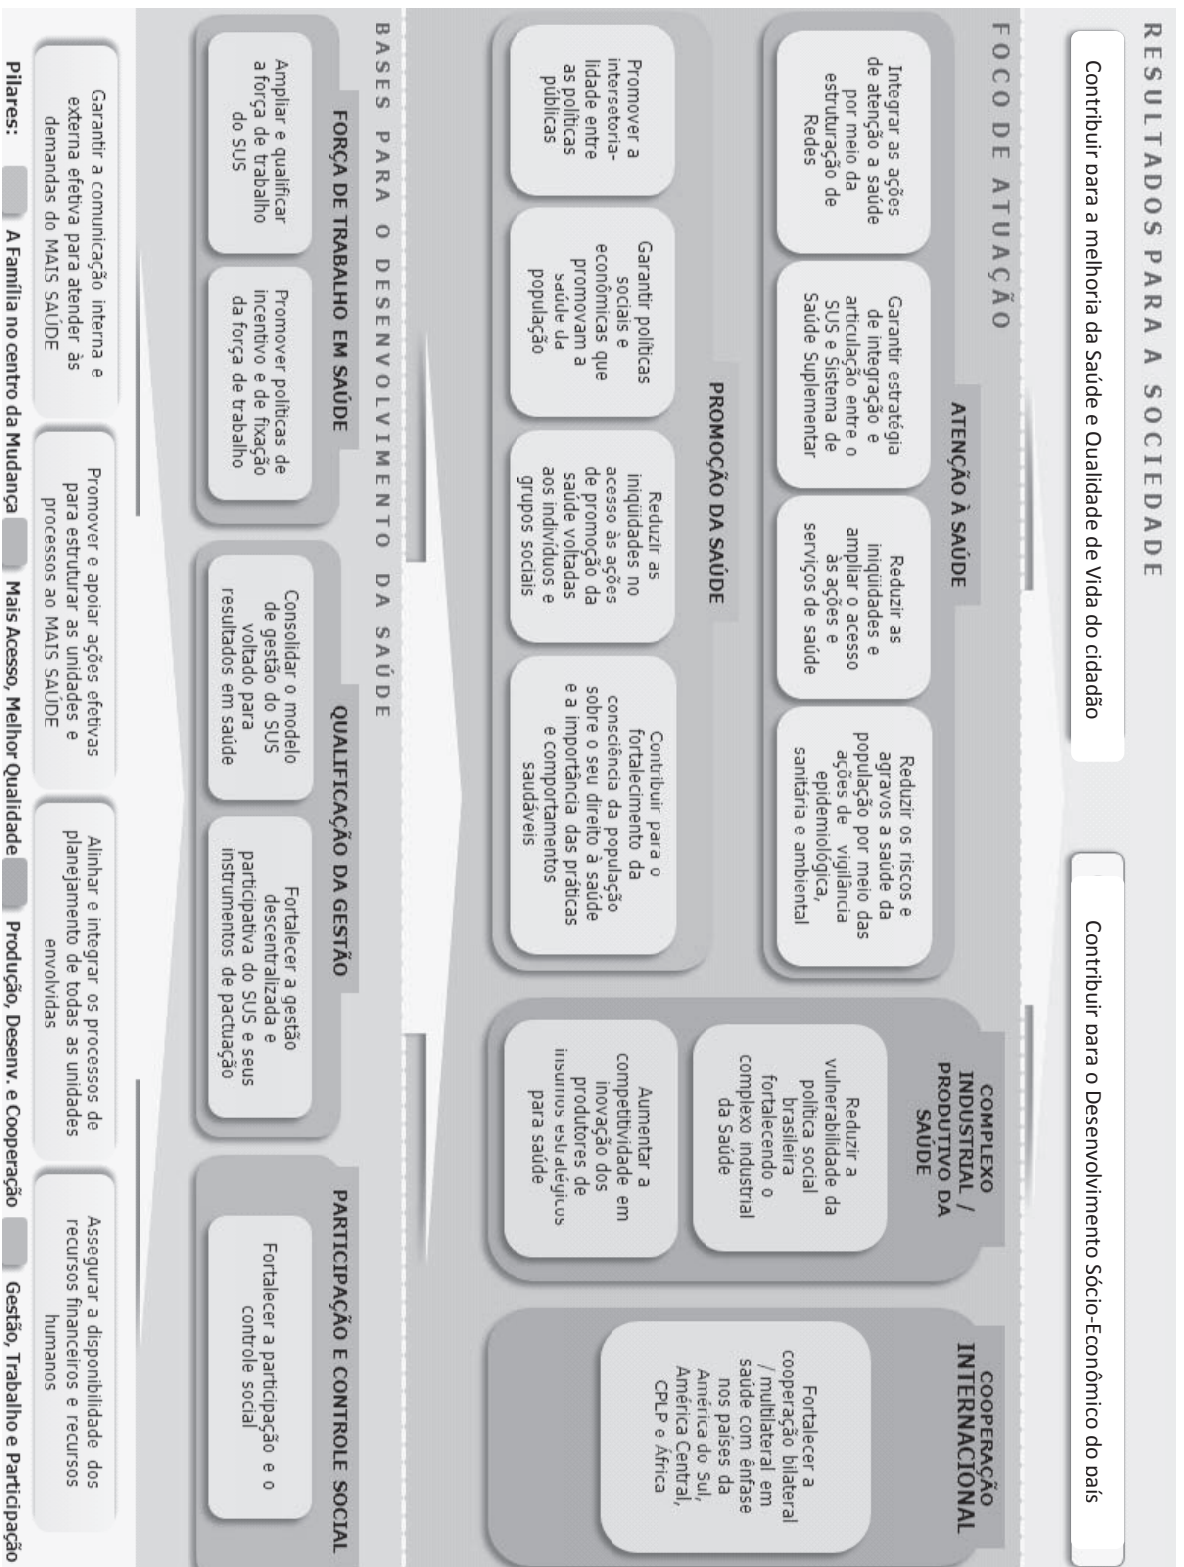 RESULTADOS PARA A SOCIEDADE
Contribuir para a melhoria da Saúde e Qualidade de Vida do cidadão
Contribuir para o Desenvolvimento Sócio-Econômico do país
FOCO DE ATUAÇÃO
ATENÇÃO À SAÚDE
Integrar as ações
de atenção a saúde
por meio da
estruturação de
Redes
Garantir estratégia
de integração e
articulação entre o
SUS e Sistema de
Saúde Suplementar
Reduzir as
iniqüidades e
ampliar o acesso
às ações e
serviços de saúde
Reduzir os riscos e
agravos a saúde da
população por meio das
ações de vigilância
epidemiológica,
sanitária e ambiental
PROMOÇÃO DA SAÚDE
Promover a
intersetoria-
lidade entre
as políticas
públicas
Garantir políticas
sociais e
econômicas que
promovam a
saúde da
população
Reduzir as
iniqüidades no
acesso às ações
de promoção da
saúde voltadas
aos indivíduos e
grupos sociais
Contribuir para o
fortalecimento da
consciência da população
sobre o seu direito à saúde
e a importância das práticas
e comportamentos
saudáveis
COMPLEXO
INDUSTRIAL /
PRODUTIVO DA
SAÚDE
Reduzir a
vulnerabilidade da
política social
brasileira
fortalecendo o
complexo industrial
da Saúde
Aumentar a
competitividade em
inovação dos
produtores de
insumos estratégicos
para saúde
COOPERAÇÃO
INTERNACIONAL
Fortalecer a
cooperação bilateral
/ multilateral em
saúde com ênfase
nos países da
América do Sul,
América Central,
CPLP e África
BASES PARA O DESENVOLVIMENTO DA SAÚDE
FORÇA DE TRABALHO EM SAÚDE
Ampliar e qualificar
a força de trabalho
do SUS
Promover políticas de
incentivo e de fixação
da força de trabalho
QUALIFICAÇÃO DA GESTÃO
Consolidar o modelo
de gestão do SUS
voltado para
resultados em saúde
Fortalecer a gestão
descentralizada e
participativa do SUS e seus
instrumentos de pactuação
PARTICIPAÇÃO E CONTROLE SOCIAL
Fortalecer a participação e o
controle social
Garantir a comunicação interna e
externa efetiva para atender às
demandas do MAIS SAÚDE
Promover e apoiar ações efetivas
para estruturar as unidades e
processos ao MAIS SAÚDE
Alinhar e integrar os processos de
planejamento de todas as unidades
envolvidas
Assegurar a disponibilidade dos
recursos financeiros e recursos
humanos
Pilares: A Família no centro da Mudança Mais Acesso, Melhor Qualidade Produção, Desenv. e Cooperação Gestão, Trabalho e Participação